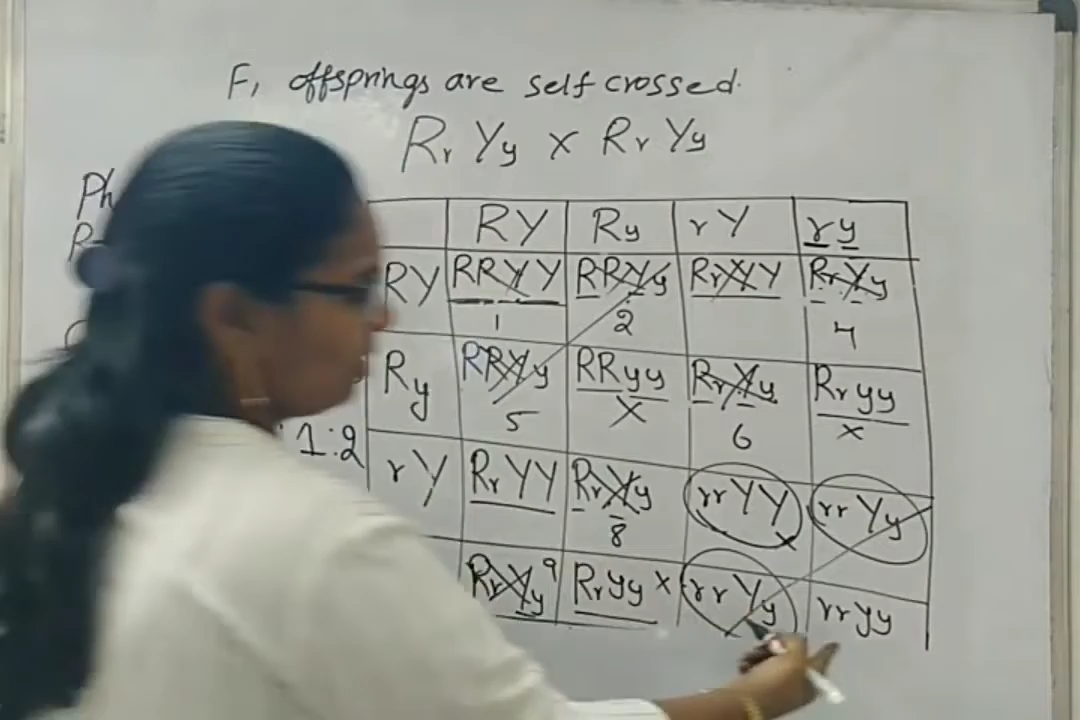 F₁ offsprings are self crossed.
Rr Yy x Rr Yy
Ph
R
RY Ry rY ry
RY RRYY RRYy RrYY RrYy
1 2 4
Ry RRYy RRyy RrYy Rryy
5 x 6 x
1:2
rY RrYY RrYy rrYY rrYy
8 x
RrYy 9 Rryy x rrYy rryy